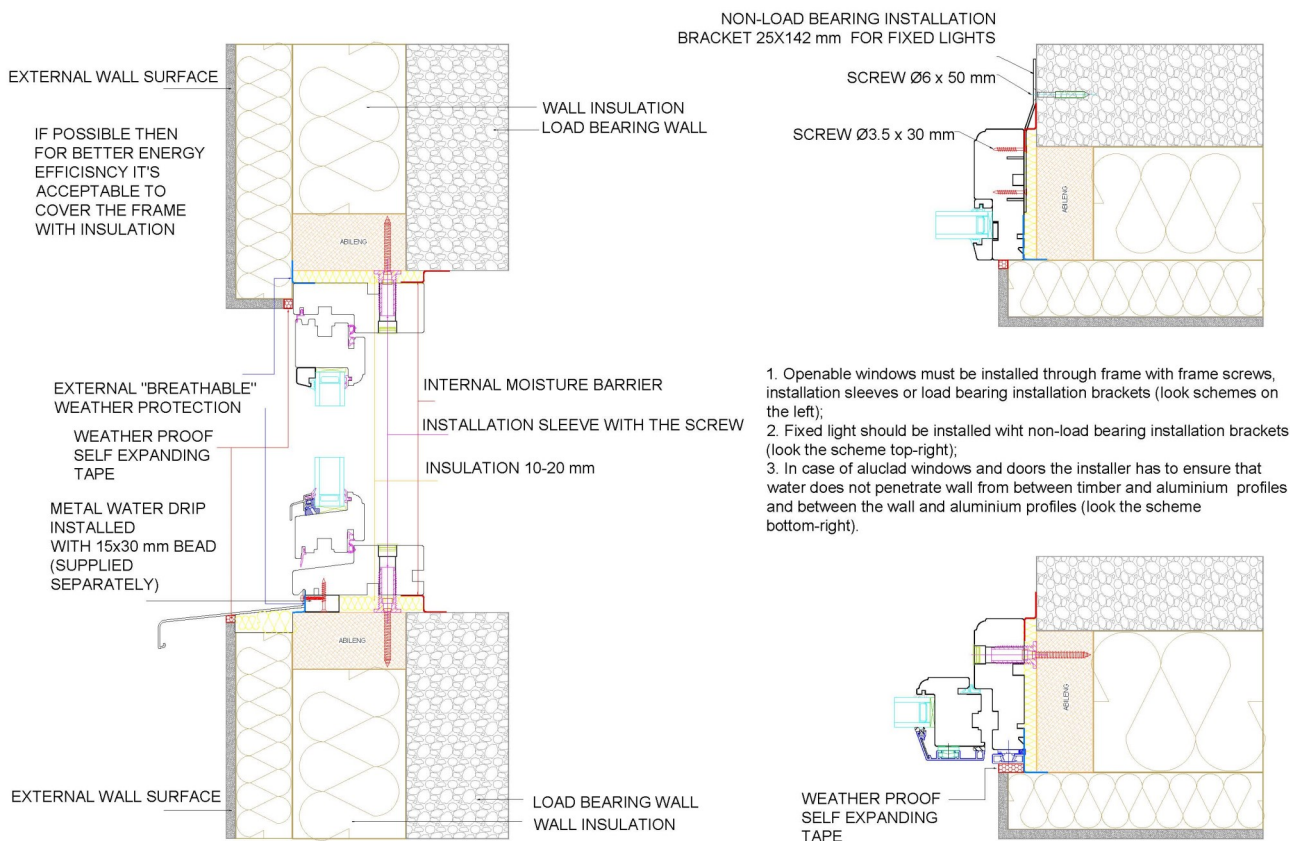 EXTERNAL WALL SURFACE
IF POSSIBLE THEN
FOR BETTER ENERGY
EFFICISNCY IT'S
ACCEPTABLE TO
COVER THE FRAME
WITH INSULATION
WALL INSULATION
LOAD BEARING WALL
ABILENG
EXTERNAL "BREATHABLE"
WEATHER PROTECTION
WEATHER PROOF
SELF EXPANDING
TAPE
METAL WATER DRIP
INSTALLED
WITH 15x30 mm BEAD
(SUPPLIED
SEPARATELY)
INTERNAL MOISTURE BARRIER
INSTALLATION SLEEVE WITH THE SCREW
INSULATION 10-20 mm
ABILENG
EXTERNAL WALL SURFACE
LOAD BEARING WALL
WALL INSULATION
NON-LOAD BEARING INSTALLATION
BRACKET 25X142 mm FOR FIXED LIGHTS
SCREW Ø6 x 50 mm
SCREW Ø3.5 x 30 mm
ABILENG
1. Openable windows must be installed through frame with frame screws,
installation sleeves or load bearing installation brackets (look schemes on
the left);
2. Fixed light should be installed wiht non-load bearing installation brackets
(look the scheme top-right);
3. In case of aluclad windows and doors the installer has to ensure that
water does not penetrate wall from between timber and aluminium profiles
and between the wall and aluminium profiles (look the scheme
bottom-right).
ABILENG
WEATHER PROOF
SELF EXPANDING
TAPE